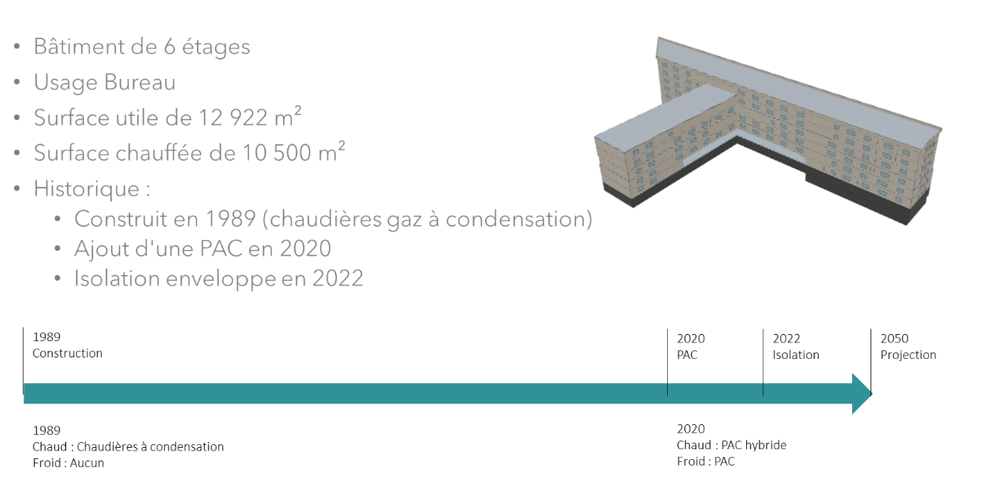 • Bâtiment de 6 étages
• Usage Bureau
• Surface utile de 12 922 m²
• Surface chauffée de 10 500 m²
• Historique :
• Construit en 1989 (chaudières gaz à condensation)
• Ajout d'une PAC en 2020
• Isolation enveloppe en 2022
1989
Construction
2020
PAC
2022
Isolation
2050
Projection
1989
Chaud : Chaudières à condensation
Froid : Aucun
2020
Chaud : PAC hybride
Froid : PAC